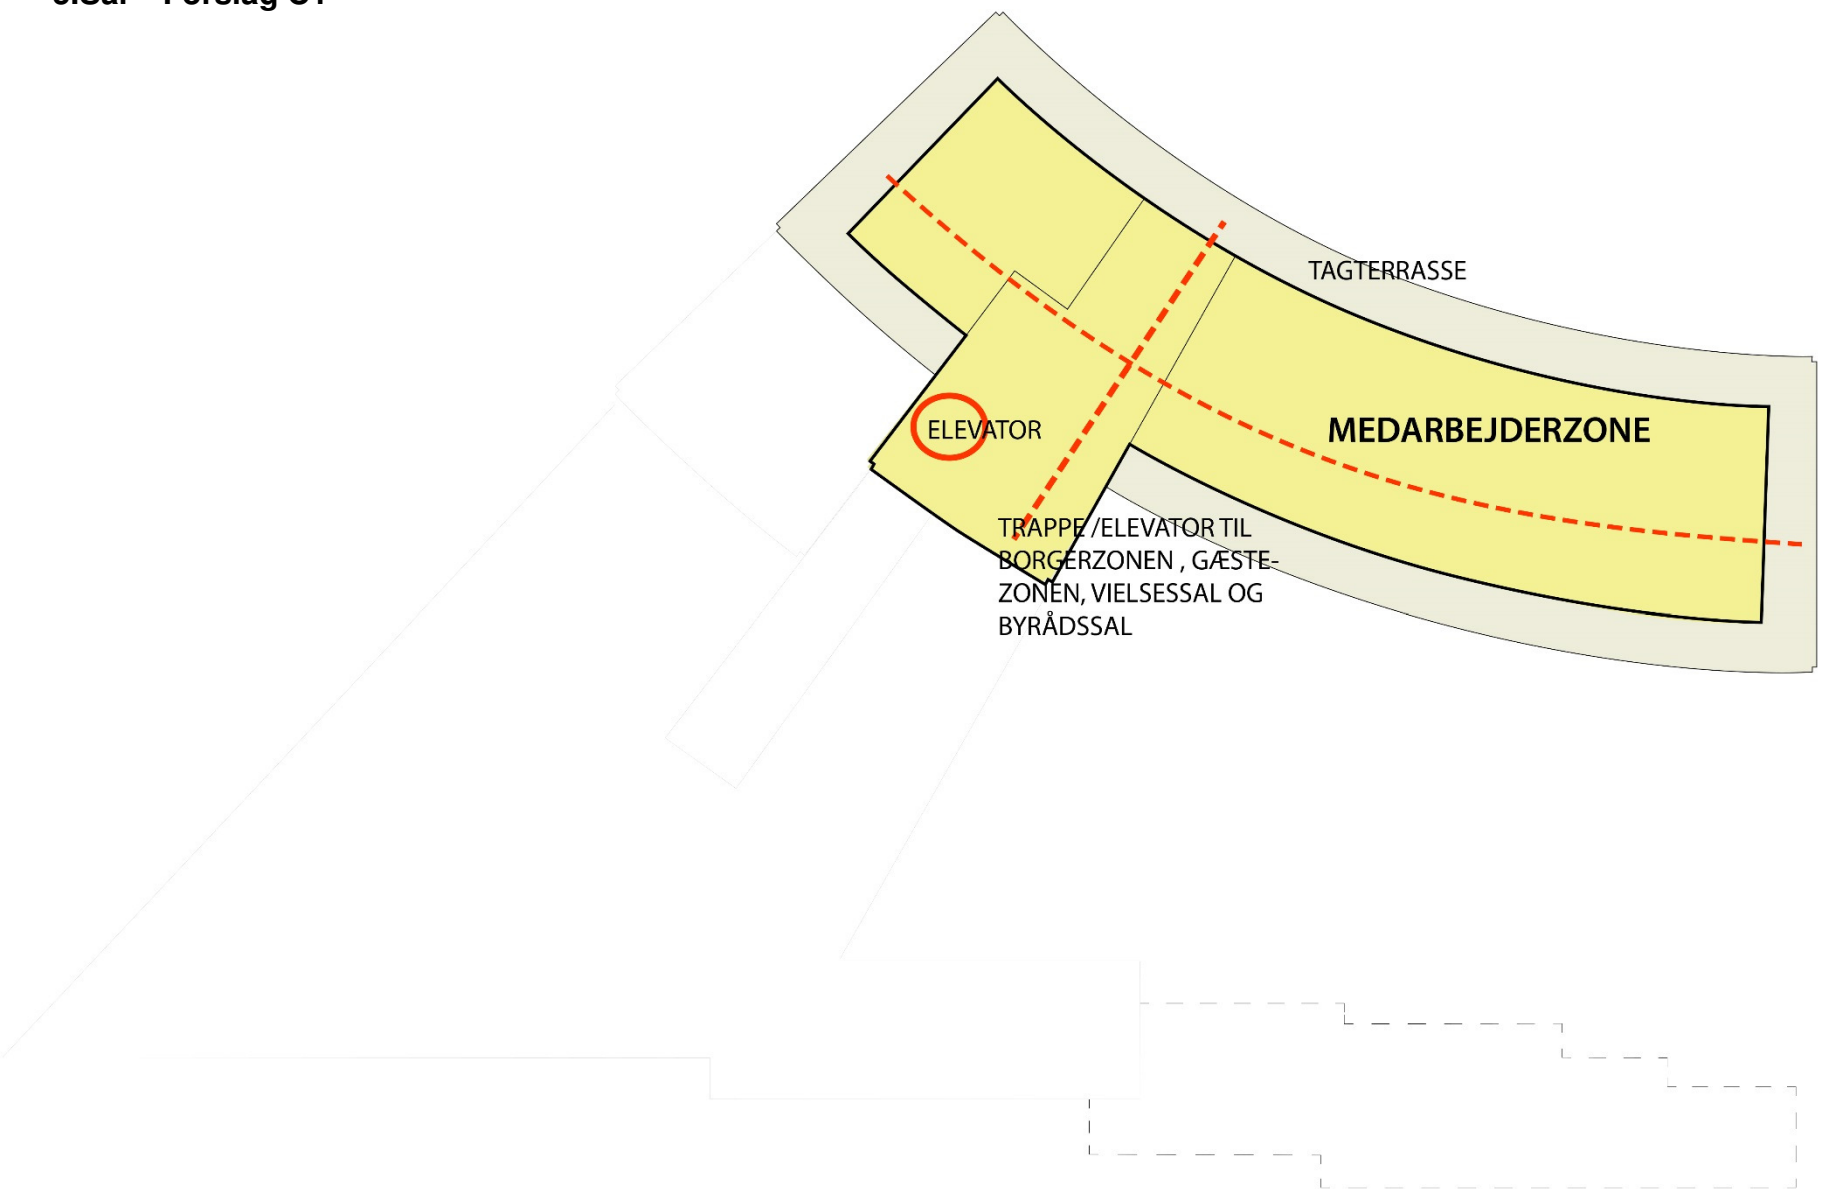 TAGTERRASSE
MEDARBEJDERZONE
ELEVATOR
TRAPPE /ELEVATOR TIL
BORGERZONEN , GÆSTE-
ZONEN, VIELSESSAL OG
BYRÅDSSAL